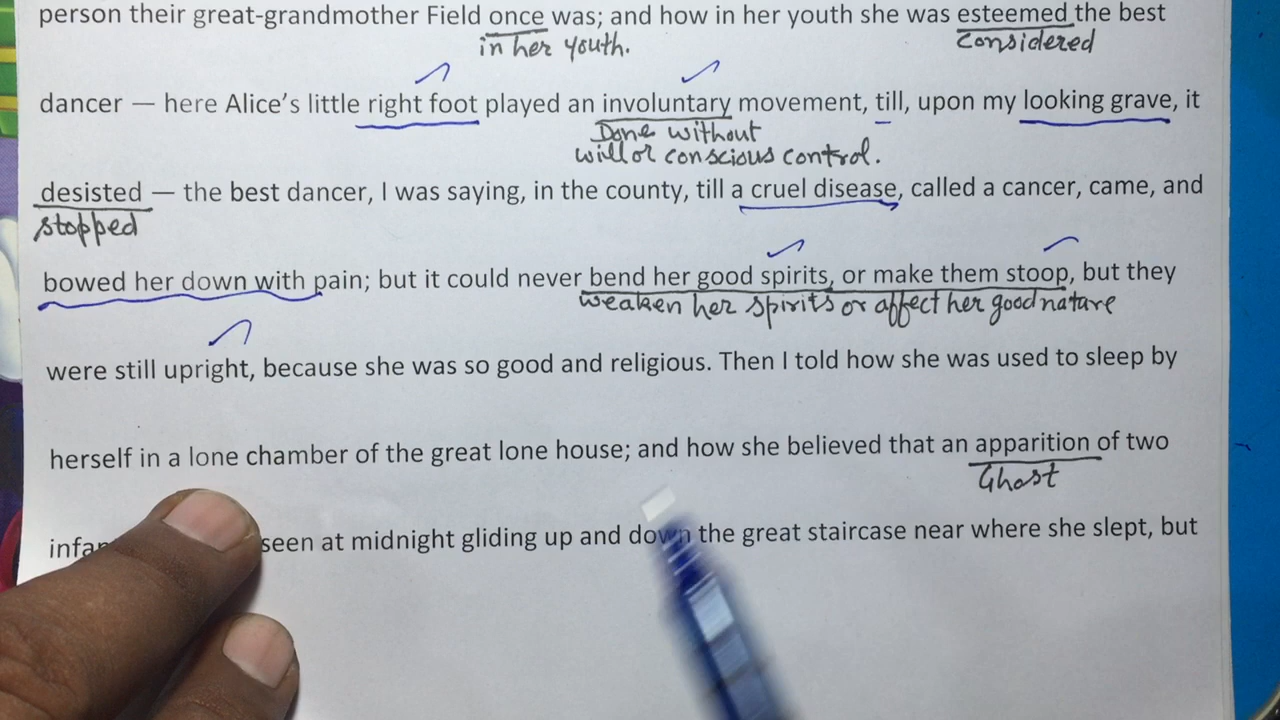 person their great-grandmother Field once was; and how in her youth she was esteemed the best
in her youth.
considered
dancer — here Alice's little right foot played an involuntary movement, till, upon my looking grave, it
Done without
will or conscious control.
desisted — the best dancer, I was saying, in the county, till a cruel disease, called a cancer, came, and
stopped
bowed her down with pain; but it could never bend her good spirits, or make them stoop, but they
weaken her spirits or affect her good nature
were still upright, because she was so good and religious. Then I told how she was used to sleep by
herself in a lone chamber of the great lone house; and how she believed that an apparition of two
Ghost
seen at midnight gliding up and down the great staircase near where she slept, but